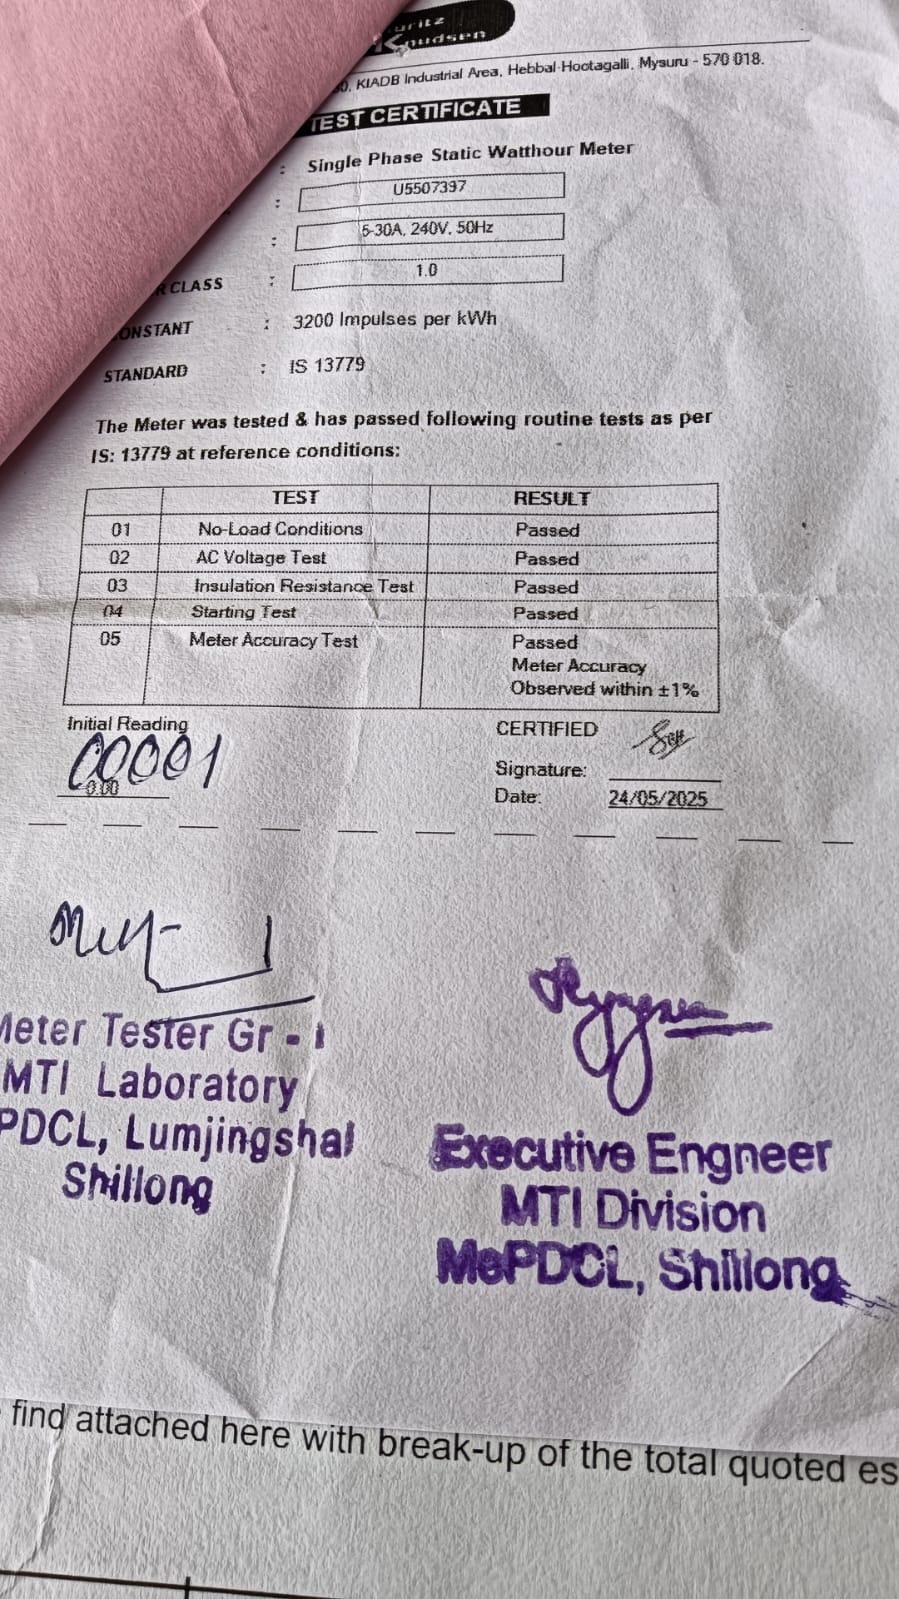 Knudsen
KIADB Industrial Area, Hebbal-Hootagalli, Mysuru - 570 018.
TEST CERTIFICATE
: Single Phase Static Watthour Meter
: U5507397
: 5-30A, 240V, 50Hz
CLASS : 1.0
CONSTANT : 3200 Impulses per kWh
STANDARD : IS 13779
The Meter was tested & has passed following routine tests as per
IS: 13779 at reference conditions:
TEST RESULT
01 No-Load Conditions Passed
02 AC Voltage Test Passed
03 Insulation Resistance Test Passed
04 Starting Test Passed
05 Meter Accuracy Test Passed
Meter Accuracy
Observed within ±1%
Initial Reading CERTIFIED
00001
0.00
Signature:
Date: 24/05/2025
Meter Tester Gr - I
MTI Laboratory
PDCL, Lumjingshai
Shillong
Executive Engneer
MTI Division
MePDCL, Shillong
find attached here with break-up of the total quoted es